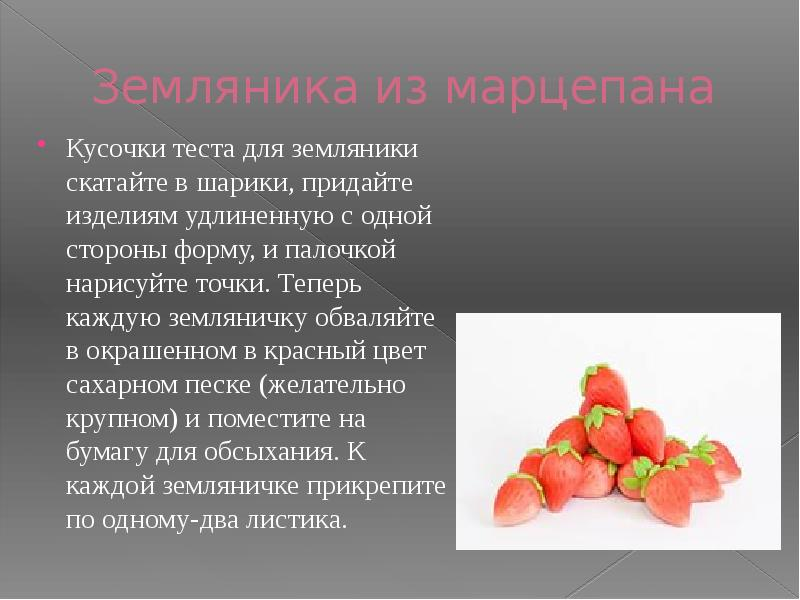 Земляника из марцепана
• Кусочки теста для земляники
скатайте в шарики, придайте
изделиям удлиненную с одной
стороны форму, и палочкой
нарисуйте точки. Теперь
каждую земляничку обваляйте
в окрашенном в красный цвет
сахарном песке (желательно
крупном) и поместите на
бумагу для обсыхания. К
каждой земляничке прикрепите
по одному-два листика.